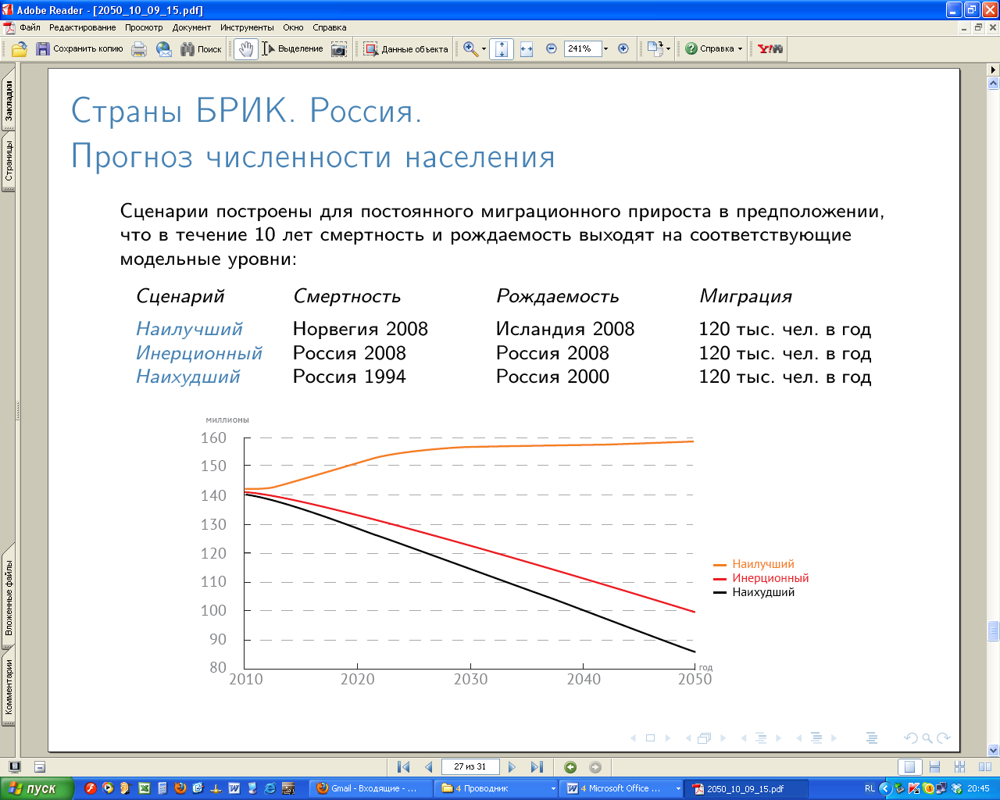 Adobe Reader - [2050_10_09_15.pdf]
Файл Редактирование Просмотр Документ Инструменты Окно Справка
Сохранить копию Поиск Выделение Данные объекта 241% Справка Y!
Закладки
Страницы
Вложенные файлы
Комментарии
Страны БРИК. Россия.
Прогноз численности населения
Сценарии построены для постоянного миграционного прироста в предположении,
что в течение 10 лет смертность и рождаемость выходят на соответствующие
модельные уровни:
Сценарий Смертность Рождаемость Миграция
Наилучший Норвегия 2008 Исландия 2008 120 тыс. чел. в год
Инерционный Россия 2008 Россия 2008 120 тыс. чел. в год
Наихудший Россия 1994 Россия 2000 120 тыс. чел. в год
миллионы
160
150
140
130
120
110
100
90
80
2010 2020 2030 2040 2050
год
Наилучший
Инерционный
Наихудший
27 из 31
пуск Gmail - Входящие - ... 4 Проводник 4 Microsoft Office ... 2050_10_09_15.pdf RL 20:45